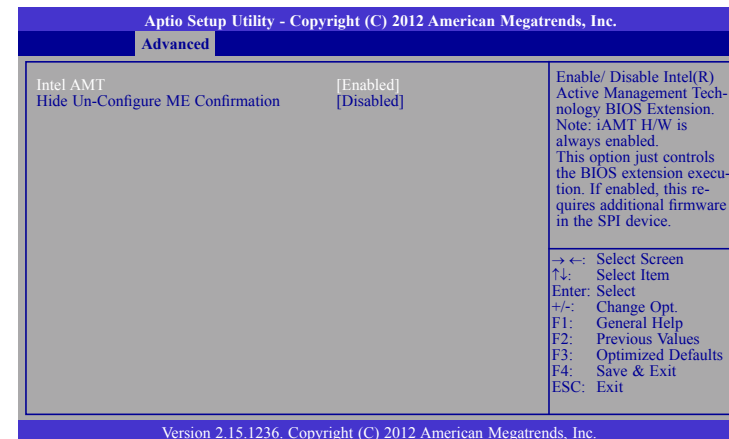 Aptio Setup Utility - Copyright (C) 2012 American Megatrends, Inc.
Advanced
Intel AMT [Enabled]
Hide Un-Configure ME Confirmation [Disabled]
Enable/ Disable Intel(R)
Active Management Tech-
nology BIOS Extension.
Note: iAMT H/W is
always enabled.
This option just controls
the BIOS extension execu-
tion. If enabled, this re-
quires additional firmware
in the SPI device.
→ ←: Select Screen
↑↓: Select Item
Enter: Select
+/-: Change Opt.
F1: General Help
F2: Previous Values
F3: Optimized Defaults
F4: Save & Exit
ESC: Exit
Version 2.15.1236. Copyright (C) 2012 American Megatrends, Inc.